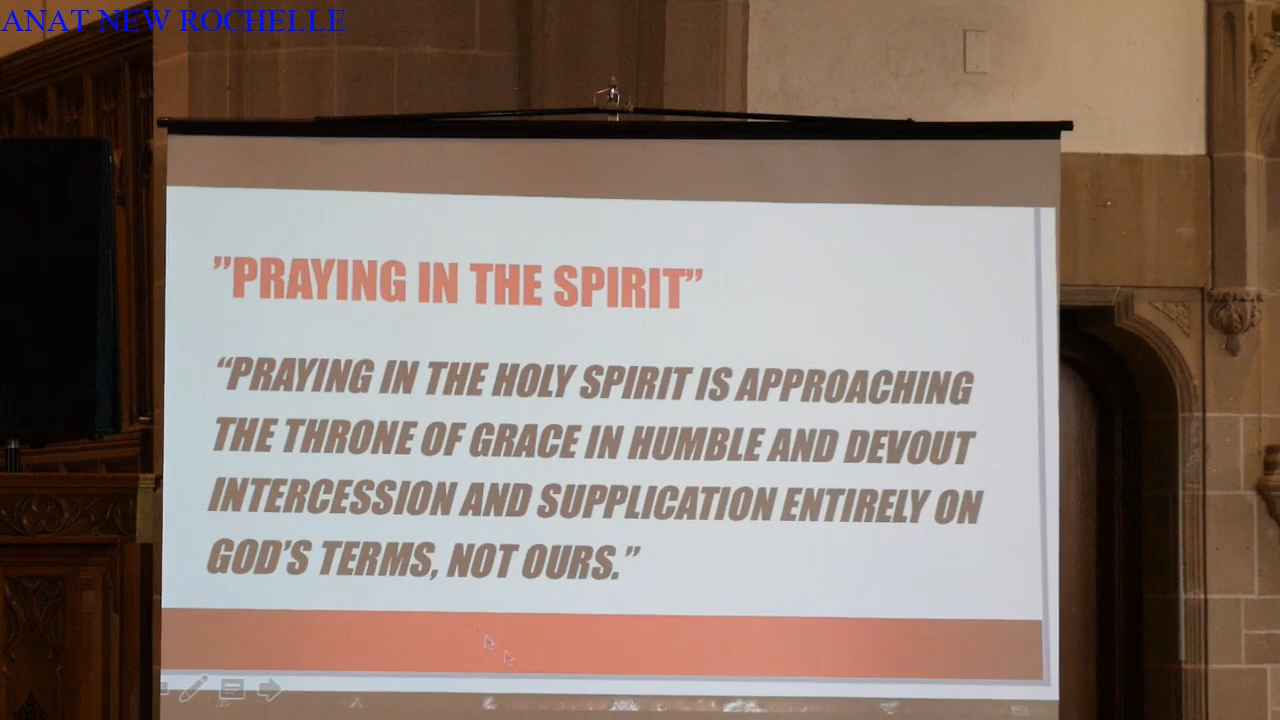 ANAT NEW ROCHELLE
”PRAYING IN THE SPIRIT”
“PRAYING IN THE HOLY SPIRIT IS APPROACHING
THE THRONE OF GRACE IN HUMBLE AND DEVOUT
INTERCESSION AND SUPPLICATION ENTIRELY ON
GOD’S TERMS, NOT OURS.”